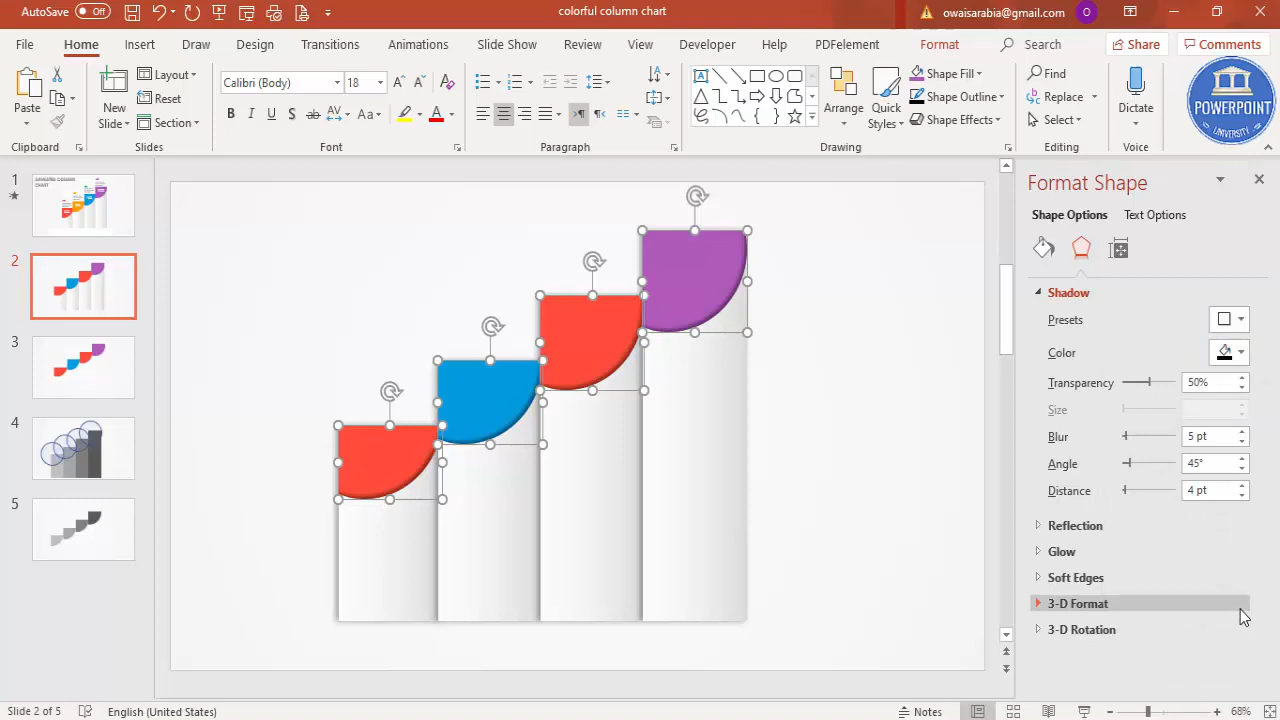 AutoSave Off
colorful column chart
owaisarabia@gmail.com
O
File Home Insert Draw Design Transitions Animations Slide Show Review View Developer Help PDFelement Format Search Share Comments
Paste
New Slide
Layout
Reset
Section
Calibri (Body) 18
B I U S ab AV Aa A
Arrange
Quick Styles
Shape Fill
Shape Outline
Shape Effects
Find
Replace
Select
Dictate
POWERPOINT
UNIVERSITY
Clipboard Slides Font Paragraph Drawing Editing Voice
1
2
3
4
5
Format Shape
Shape Options Text Options
Shadow
Presets
Color
Transparency 50%
Size
Blur 5 pt
Angle 45°
Distance 4 pt
Reflection
Glow
Soft Edges
3-D Format
3-D Rotation
Slide 2 of 5 English (United States) Notes 68%